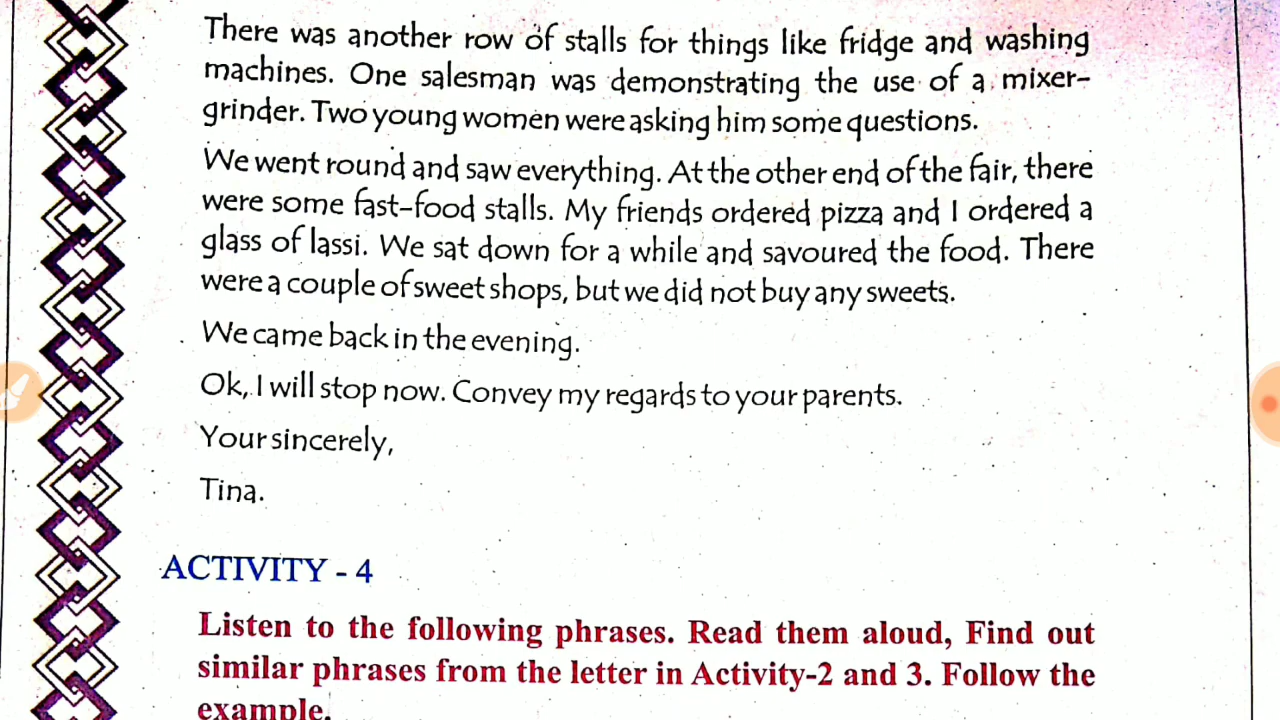 There was another row of stalls for things like fridge and washing
machines. One salesman was demonstrating the use of a mixer-
grinder. Two young women were asking him some questions.
We went round and saw everything. At the other end of the fair, there
were some fast-food stalls. My friends ordered pizza and I ordered a
glass of lassi. We sat down for a while and savoured the food. There
were a couple of sweet shops, but we did not buy any sweets.
We came back in the evening.
Ok, I will stop now. Convey my regards to your parents.
Your sincerely,
Tina.
ACTIVITY - 4
Listen to the following phrases. Read them aloud, Find out
similar phrases from the letter in Activity-2 and 3. Follow the
example.